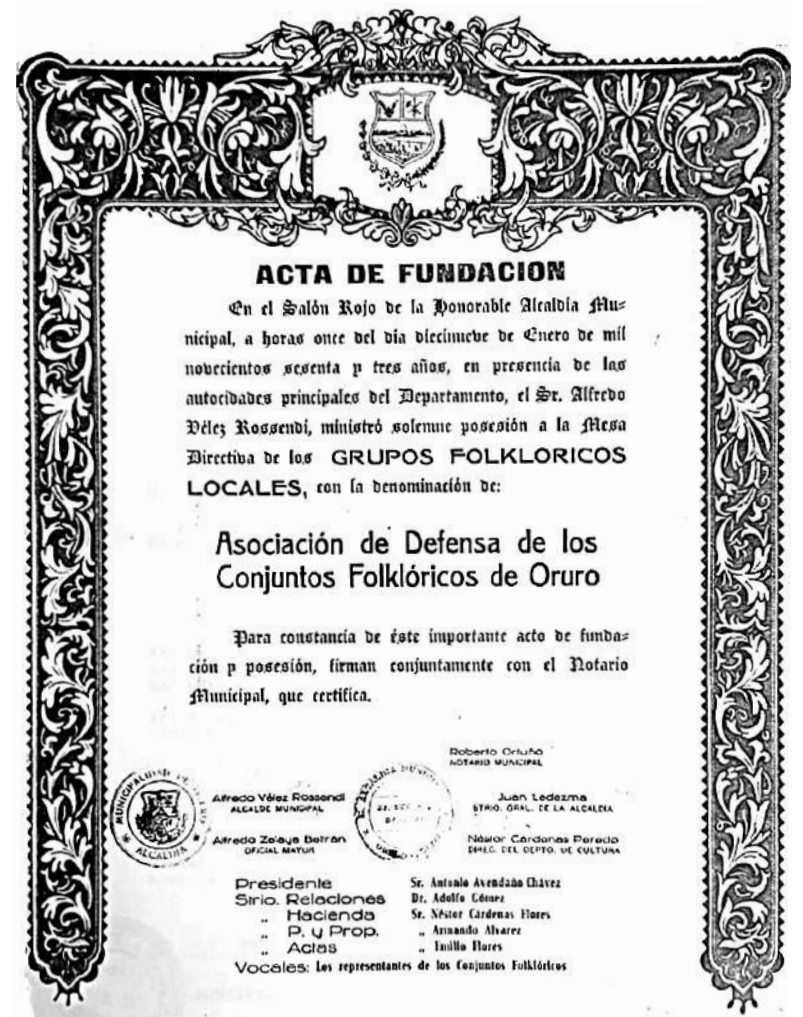 ACTA DE FUNDACION
En el Salón Rojo de la Honorable Alcaldía Mu=
nicipal, a horas once del dia diecinueve de Enero de mil
novecientos sesenta y tres años, en presencia de las
autoridades principales del Departamento, el Sr. Alfredo
Vélez Rossendi, ministró solemne posesión a la Mesa
Directiva de los GRUPOS FOLKLORICOS
LOCALES, con la denominación de:
Asociación de Defensa de los
Conjuntos Folklóricos de Oruro
Para constancia de éste importante acto de funda=
ción y posesión, firman conjuntamente con el Notario
Municipal, que certifica.
Roberto Ortuño
NOTARIO MUNICIPAL
MUNICIPALIDAD DE
ALCALDIA
Alfredo Vélez Rossendi
ALCALDE MUNICIPAL
Juan Ledezma
STRIO. GRAL. DE LA ALCALDIA
Alfredo Zelaya Beltrán
OFICIAL MAYOR
Néstor Cárdenas Peredo
DIREC. DEL DEPTO. DE CULTURA
Presidente Sr. Antonio Avendaño Chávez
Strio. Relaciones Dr. Adolfo Gómez
„ Hacienda Sr. Néstor Cárdenas Flores
„ P. y Prop. „ Armando Alvarez
„ Actas „ Emilio Flores
Vocales: Los representantes de los Conjuntos Folklóricos